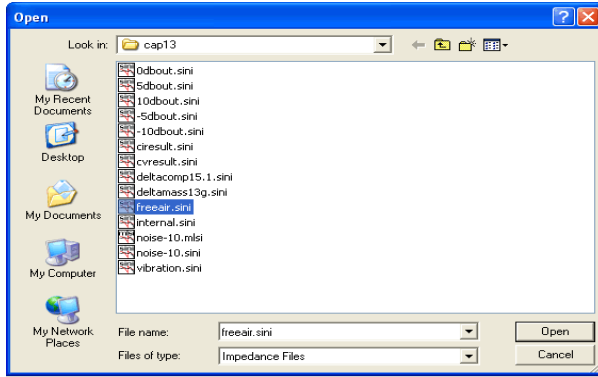 Open
Look in: cap13
My Recent Documents
Desktop
My Documents
My Computer
My Network Places
0dbout.sini
5dbout.sini
10dbout.sini
-5dbout.sini
-10dbout.sini
ciresult.sini
cvresult.sini
deltacomp15.1.sini
deltamass13g.sini
freeair.sini
internal.sini
noise-10.mlsi
noise-10.sini
vibration.sini
File name: freeair.sini Open
Files of type: Impedance Files Cancel